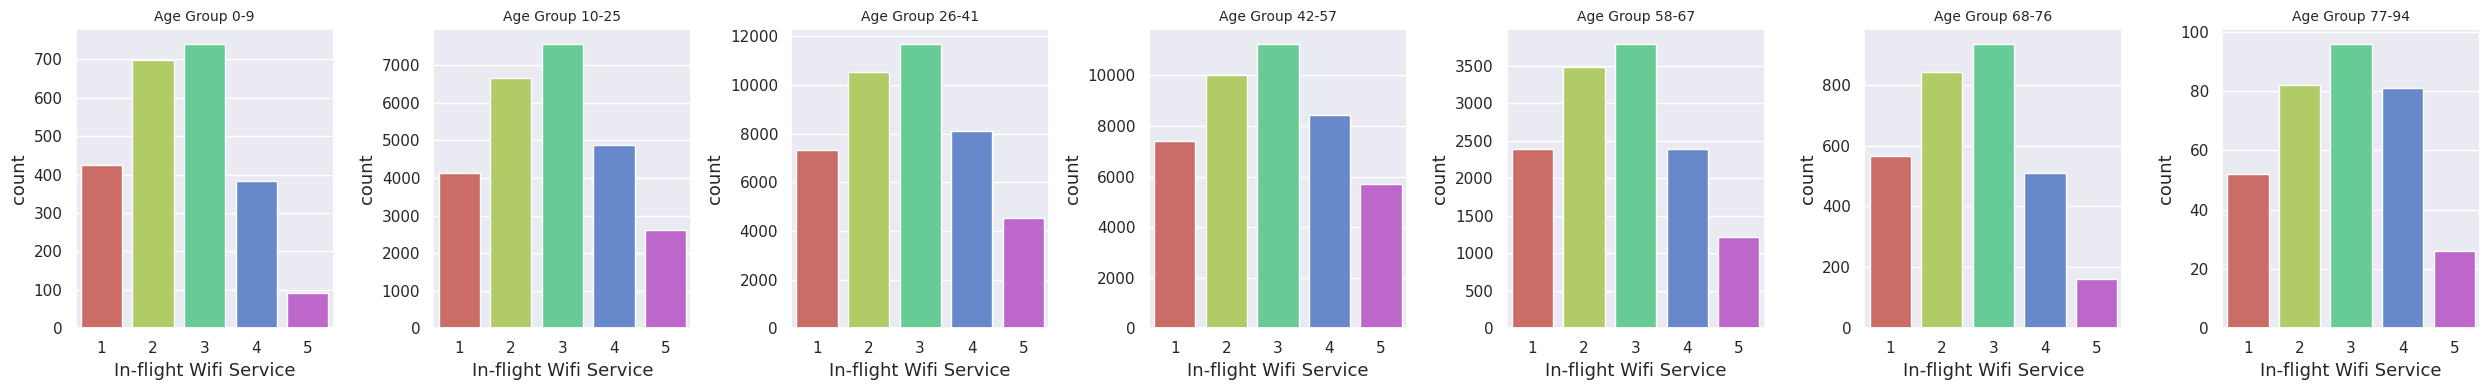 Age Group 0-9
700
600
500
400
300
200
100
0
count
1 2 3 4 5
In-flight Wifi Service
Age Group 10-25
7000
6000
5000
4000
3000
2000
1000
0
count
1 2 3 4 5
In-flight Wifi Service
Age Group 26-41
12000
10000
8000
6000
4000
2000
0
count
1 2 3 4 5
In-flight Wifi Service
Age Group 42-57
10000
8000
6000
4000
2000
0
count
1 2 3 4 5
In-flight Wifi Service
Age Group 58-67
3500
3000
2500
2000
1500
1000
500
0
count
1 2 3 4 5
In-flight Wifi Service
Age Group 68-76
800
600
400
200
0
count
1 2 3 4 5
In-flight Wifi Service
Age Group 77-94
100
80
60
40
20
0
count
1 2 3 4 5
In-flight Wifi Service